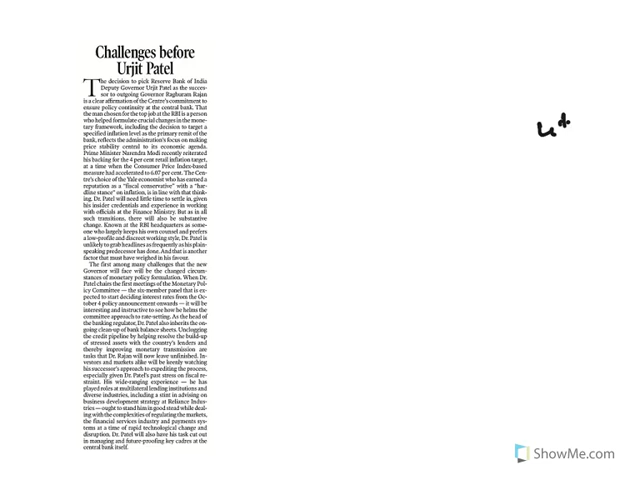 Challenges before
Urjit Patel
The decision to pick Reserve Bank of India
Deputy Governor Urjit Patel as the succes-
sor to outgoing Governor Raghuram Rajan
is a clear affirmation of the Centre's commitment to
ensure policy continuity at the central bank. That
the man chosen for the top job at the RBI is a person
who helped formulate crucial changes in the mone-
tary framework, including the decision to target a
specified inflation level as the primary remit of the
bank, reflects the administration's focus on making
price stability central to its economic agenda.
Prime Minister Narendra Modi recently reiterated
his backing for the 4 per cent retail inflation target,
at a time when the Consumer Price Index-based
measure had accelerated to 6.07 per cent. The Cen-
tre's choice of the Yale economist who has earned a
reputation as a "fiscal conservative" with a "har-
dline stance" on inflation, is in line with that think-
ing. Dr. Patel will need little time to settle in, given
his insider credentials and experience in working
with officials at the Finance Ministry. But as in all
such transitions, there will also be substantive
change. Known at the RBI headquarters as some-
one who largely keeps his own counsel and prefers
a low-profile and discreet working style, Dr. Patel is
unlikely to grab headlines as frequently as his plain-
speaking predecessor has done. And that is another
factor that must have weighed in his favour.
The first among many challenges that the new
Governor will face will be the changed circum-
stances of monetary policy formulation. When Dr.
Patel chairs the first meetings of the Monetary Pol-
icy Committee — the six-member panel that is ex-
pected to start deciding interest rates from the Oc-
tober 4 policy announcement onwards — it will be
interesting and instructive to see how he helms the
committee approach to rate-setting. As the head of
the banking regulator, Dr. Patel also inherits the on-
going clean-up of bank balance sheets. Unclogging
the credit pipeline by helping resolve the build-up
of stressed assets with the country's lenders and
thereby improving monetary transmission are
tasks that Dr. Rajan will now leave unfinished. In-
vestors and markets alike will be keenly watching
his successor's approach to expediting the process,
especially given Dr. Patel's past stress on fiscal re-
straint. His wide-ranging experience — he has
played roles at multilateral lending institutions and
diverse industries, including a stint in advising on
business development strategy at Reliance Indus-
tries — ought to stand him in good stead while deal-
ing with the complexities of regulating the markets,
the financial services industry and payments sys-
tems at a time of rapid technological change and
disruption. Dr. Patel will also have his task cut out
in managing and future-proofing key cadres at the
central bank itself.
ShowMe.com